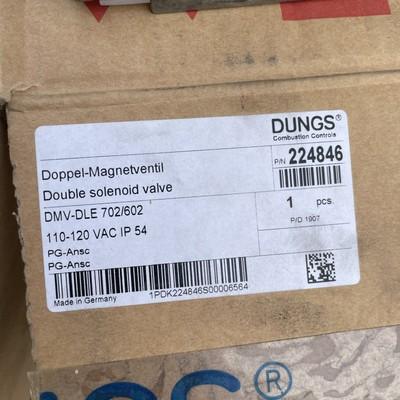 DUNGS®
Combustion Controls
Doppel-Magnetventil
Double solenoid valve
P/N 224846
DMV-DLE 702/602
110-120 VAC IP 54
PG-Ansc
PG-Ansc
1 pcs.
P/D 1907
Made in Germany
1PDK224846S00006564
®